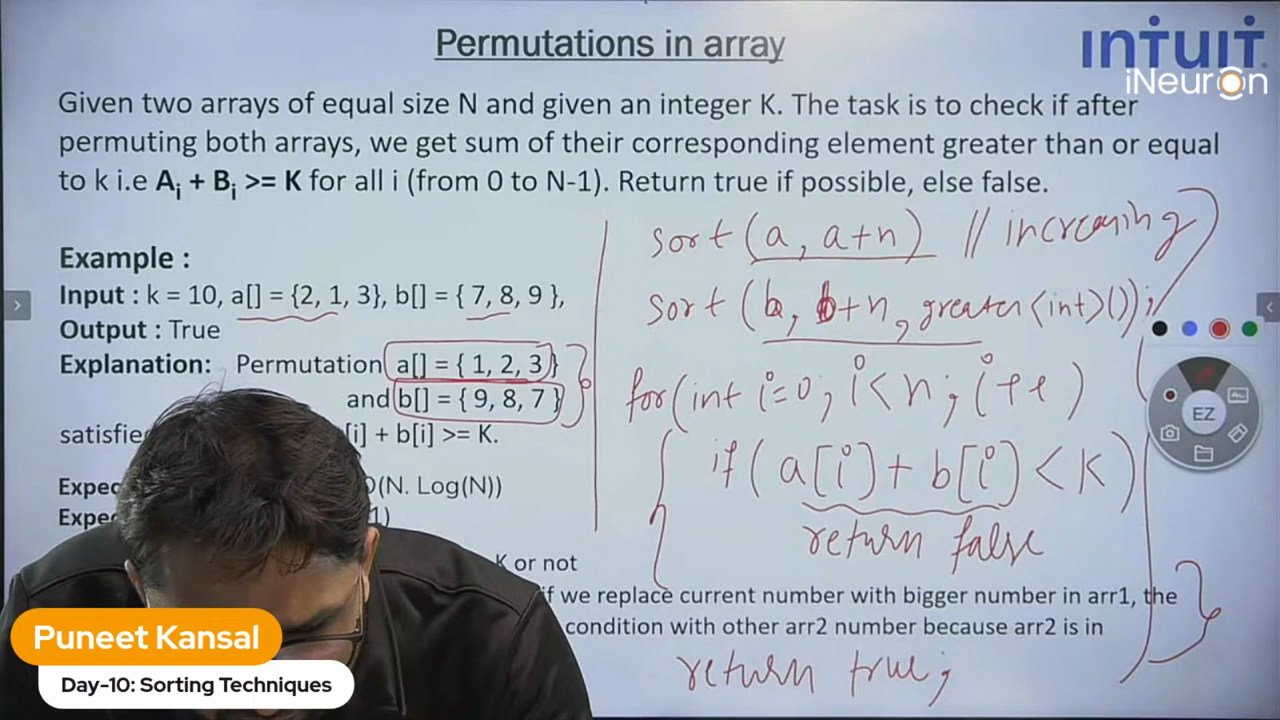 Permutations in array
INTUIT
iNeuron
Given two arrays of equal size N and given an integer K. The task is to check if after
permuting both arrays, we get sum of their corresponding element greater than or equal
to k i.e Ai + Bi >= K for all i (from 0 to N-1). Return true if possible, else false.
Example :
Input : k = 10, a[] = {2, 1, 3}, b[] = { 7, 8, 9 },
Output : True
Explanation: Permutation a[] = { 1, 2, 3 }
and b[] = { 9, 8, 7 }
[i] + b[i] >= K.
(N. Log(N))
1)
K or not
if we replace current number with bigger number in arr1, the
condition with other arr2 number because arr2 is in
sort (a, a+n) // increasing
sort (b, b+n, greater<int>());
for(int i=0; i<n; i++)
{ if (a[i] + b[i] < K)
return false
}
return true;
EZ
Puneet Kansal
Day-10: Sorting Techniques